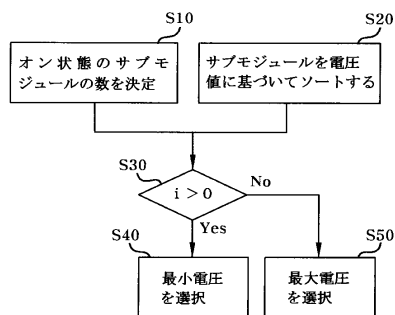 S10
オン状態のサブモ
ジュールの数を決定
S20
サブモジュールを電圧
値に基づいてソートする
S30
i > 0
No
Yes
S40
最小電圧
を選択
S50
最大電圧
を選択